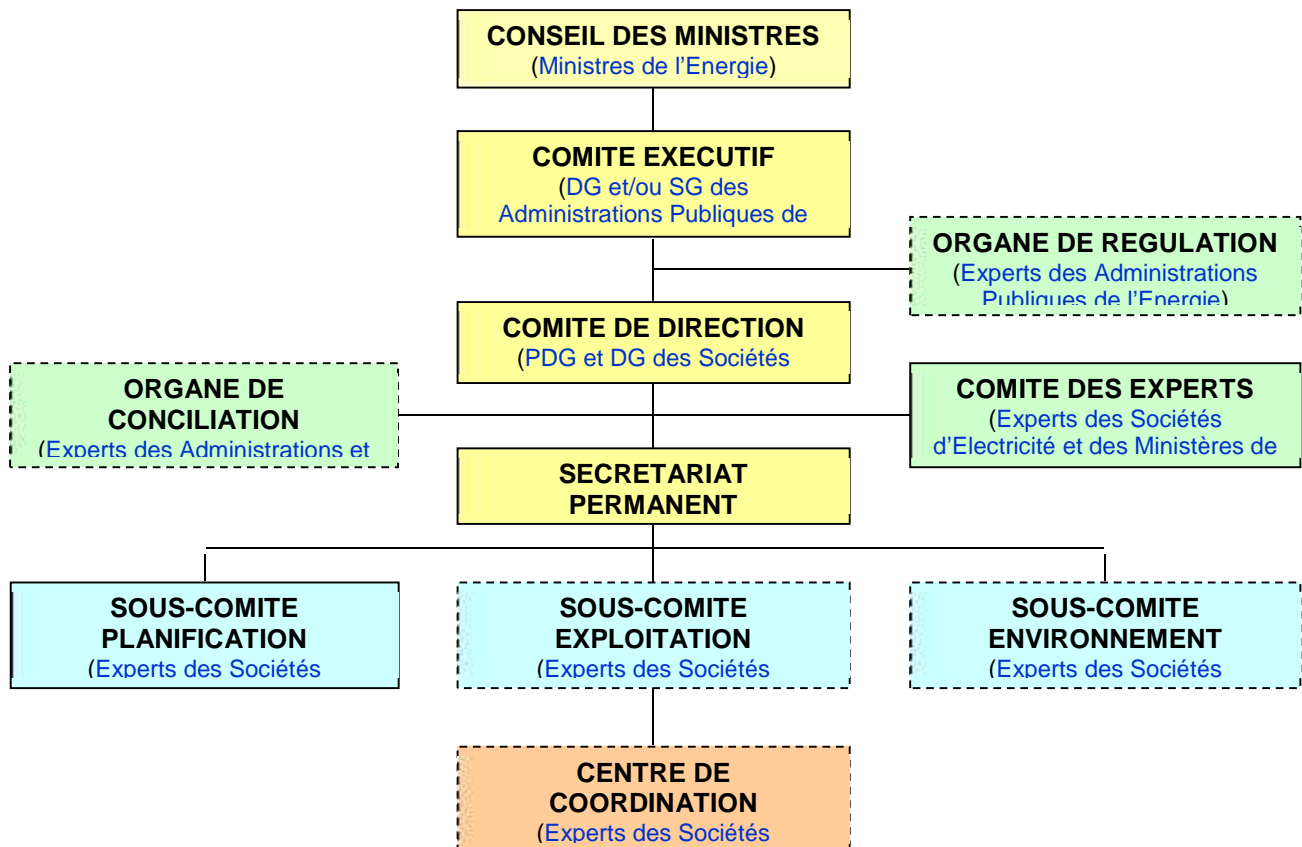 CONSEIL DES MINISTRES
(Ministres de l'Energie)
COMITE EXECUTIF
(DG et/ou SG des
Administrations Publiques de
ORGANE DE REGULATION
(Experts des Administrations
Publiques de l'Energie)
COMITE DE DIRECTION
(PDG et DG des Sociétés
ORGANE DE
CONCILIATION
(Experts des Administrations et
COMITE DES EXPERTS
(Experts des Sociétés
d'Electricité et des Ministères de
SECRETARIAT
PERMANENT
SOUS-COMITE
PLANIFICATION
(Experts des Sociétés
SOUS-COMITE
EXPLOITATION
(Experts des Sociétés
SOUS-COMITE
ENVIRONNEMENT
(Experts des Sociétés
CENTRE DE
COORDINATION
(Experts des Sociétés